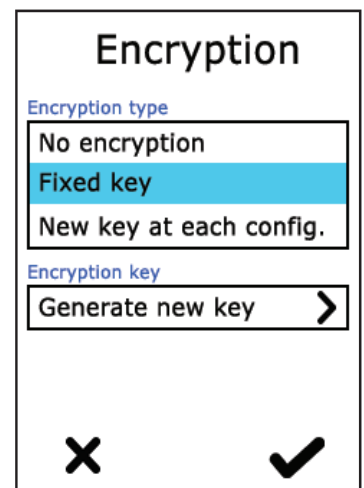 Encryption
Encryption type
No encryption
Fixed key
New key at each config.
Encryption key
Generate new key